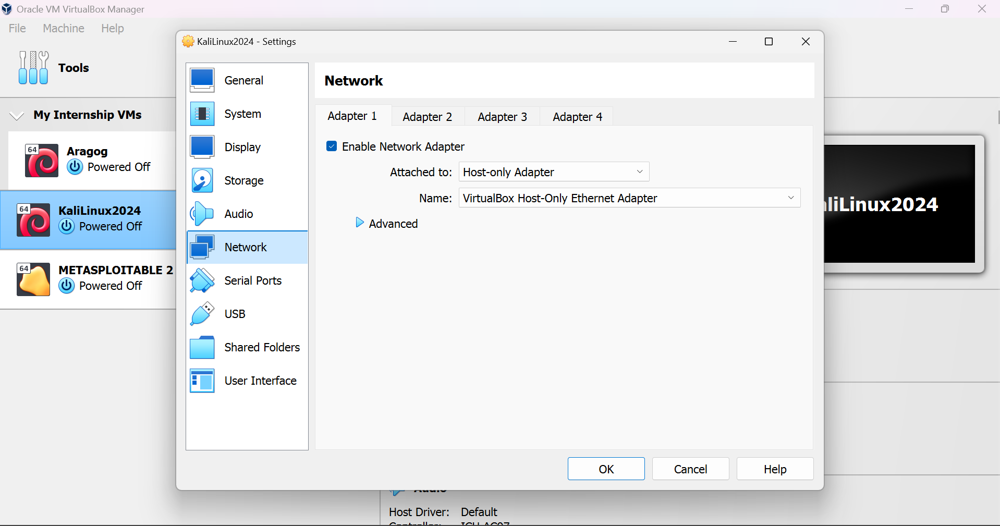 Oracle VM VirtualBox Manager
File Machine Help
Tools
My Internship VMs
64
Aragog
Powered Off
64
KaliLinux2024
Powered Off
64
METASPLOITABLE 2
Powered Off
KaliLinux2024 - Settings
General
System
Display
Storage
Audio
Network
Serial Ports
USB
Shared Folders
User Interface
Network
Adapter 1 Adapter 2 Adapter 3 Adapter 4
Enable Network Adapter
Attached to: Host-only Adapter
Name: VirtualBox Host-Only Ethernet Adapter
Advanced
OK Cancel Help
liLinux2024
Host Driver: Default